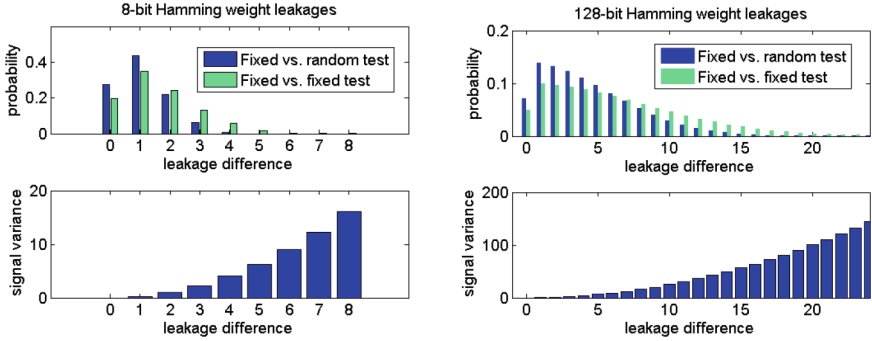 8-bit Hamming weight leakages
probability
0.4
0.2
0
Fixed vs. random test
Fixed vs. fixed test
0 1 2 3 4 5 6 7 8
leakage difference
signal variance
20
10
0
0 1 2 3 4 5 6 7 8
leakage difference
128-bit Hamming weight leakages
probability
0.2
0.1
0
Fixed vs. random test
Fixed vs. fixed test
0 5 10 15 20
leakage difference
signal variance
200
100
0
0 5 10 15 20
leakage difference